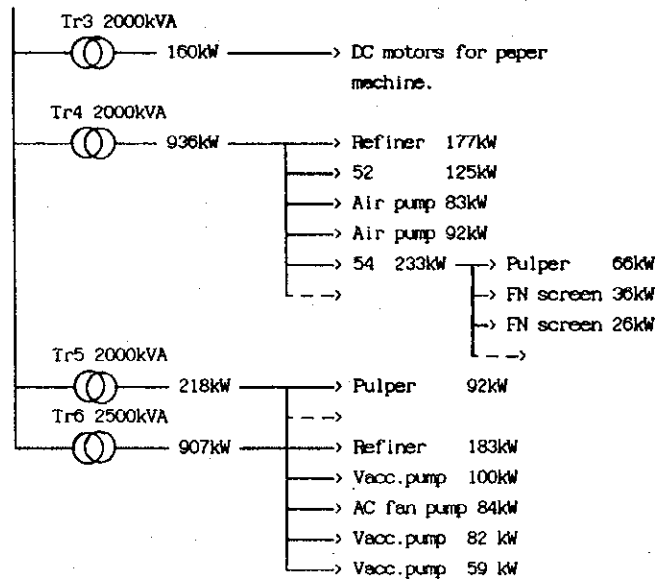 Tr3 2000kVA
160kW DC motors for paper
machine.
Tr4 2000kVA
936kW Refiner 177kW
52 125kW
Air pump 83kW
Air pump 92kW
54 233kW Pulper 66kW
FN screen 36kW
FN screen 26kW
Tr5 2000kVA
218kW Pulper 92kW
Tr6 2500kVA
907kW Refiner 183kW
Vacc.pump 100kW
AC fan pump 84kW
Vacc.pump 82 kW
Vacc.pump 59 kW